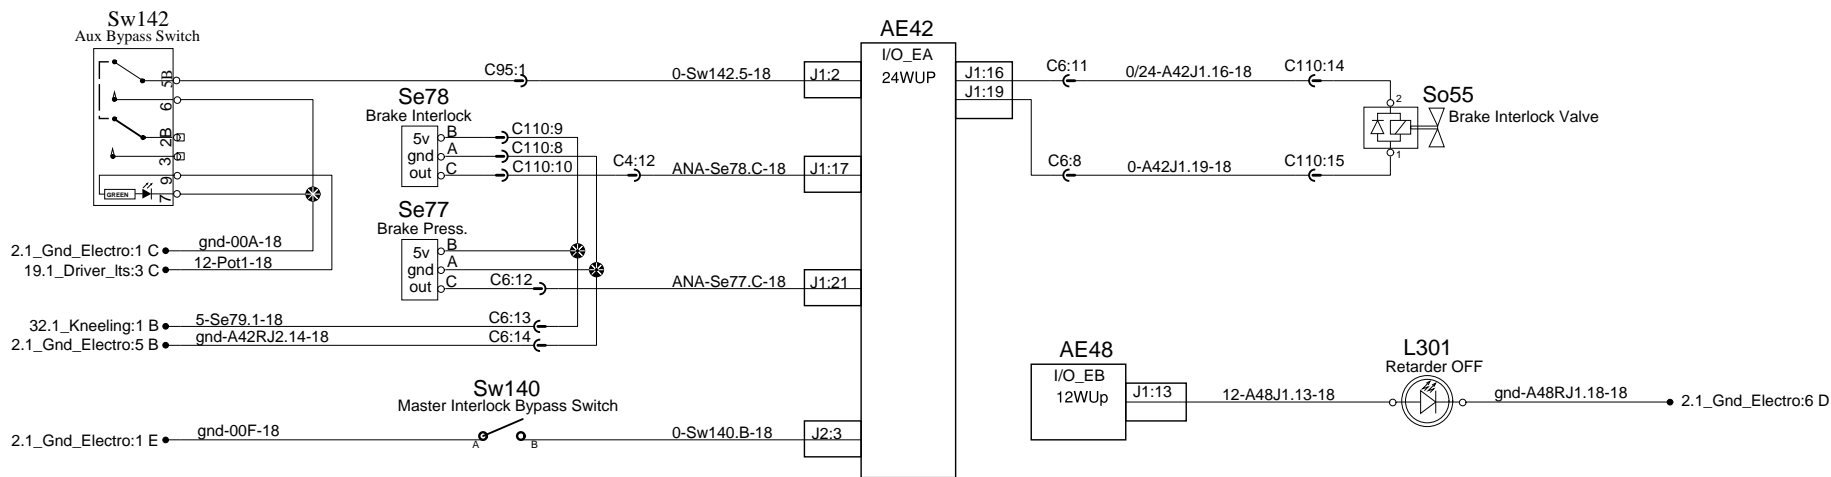 Sw142
Aux Bypass Switch
5B
6
2B
3
9
7
GREEN
C95:1
0-Sw142.5-18
J1:2
Se78
Brake Interlock
5v
gnd
out
B
A
C
C110:9
C110:8
C110:10
C4:12
ANA-Se78.C-18
J1:17
Se77
Brake Press.
5v
gnd
out
B
A
C
C6:12
ANA-Se77.C-18
J1:21
2.1_Gnd_Electro:1 C
gnd-00A-18
19.1_Driver_Its:3 C
12-Pot1-18
32.1_Kneeling:1 B
5-Se79.1-18
C6:13
2.1_Gnd_Electro:5 B
gnd-A42RJ2.14-18
C6:14
Sw140
Master Interlock Bypass Switch
2.1_Gnd_Electro:1 E
gnd-00F-18
A
B
0-Sw140.B-18
J2:3
AE42
I/O_EA
24WUP
J1:16
J1:19
C6:11
0/24-A42J1.16-18
C110:14
2
So55
Brake Interlock Valve
1
C6:8
0-A42J1.19-18
C110:15
AE48
I/O_EB
12WUp
J1:13
12-A48J1.13-18
L301
Retarder OFF
gnd-A48RJ1.18-18
2.1_Gnd_Electro:6 D